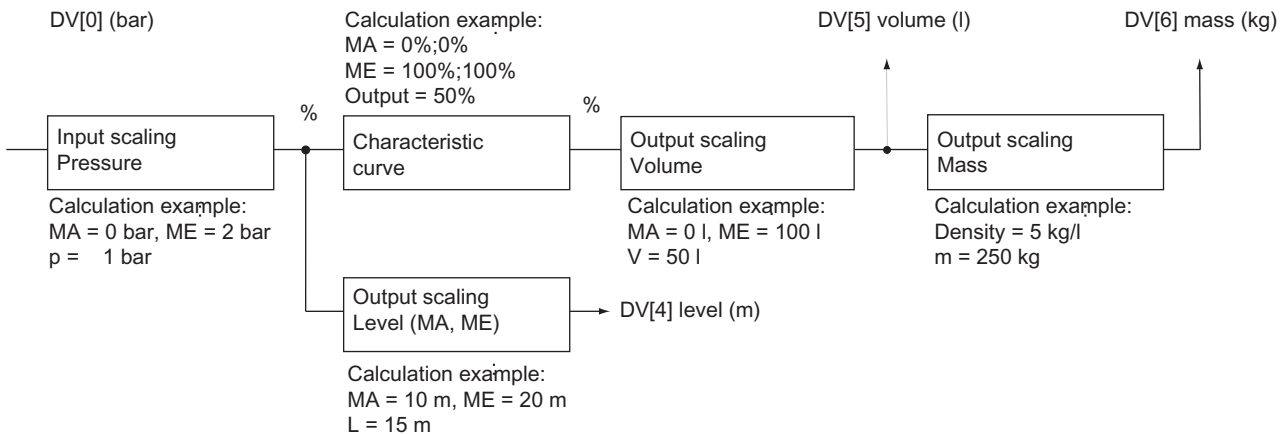 DV[0] (bar)
Calculation example:
MA = 0%;0%
ME = 100%;100%
Output = 50%
DV[5] volume (l)
DV[6] mass (kg)
%
%
Input scaling
Pressure
Characteristic
curve
Output scaling
Volume
Output scaling
Mass
Calculation example:
MA = 0 bar, ME = 2 bar
p = 1 bar
Calculation example:
MA = 0 l, ME = 100 l
V = 50 l
Calculation example:
Density = 5 kg/l
m = 250 kg
Output scaling
Level (MA, ME)
DV[4] level (m)
Calculation example:
MA = 10 m, ME = 20 m
L = 15 m